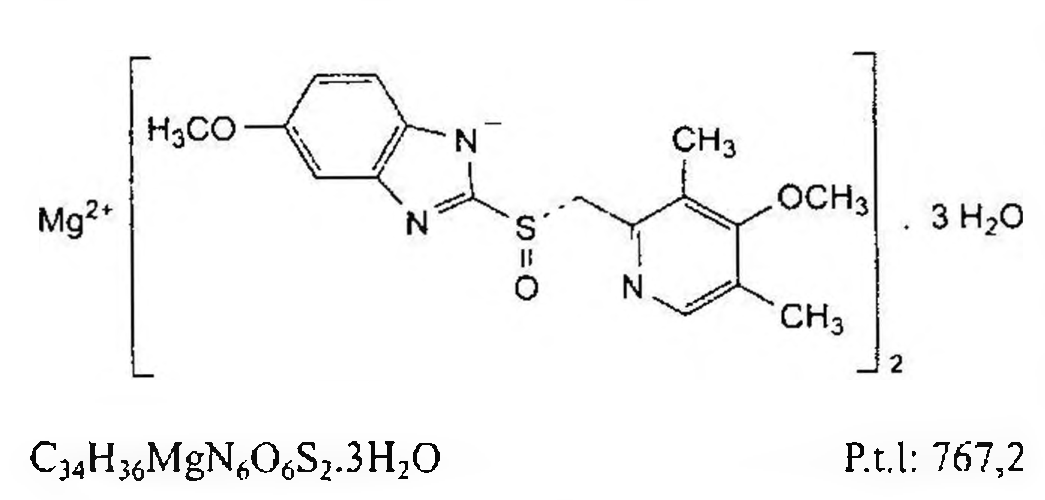 H₃CO
N⁻
N
S
O
CH₃
OCH₃
N
CH₃
Mg²⁺
2
. 3 H₂O
C₃₄H₃₆MgN₆O₆S₂.3H₂O
P.t.l: 767,2